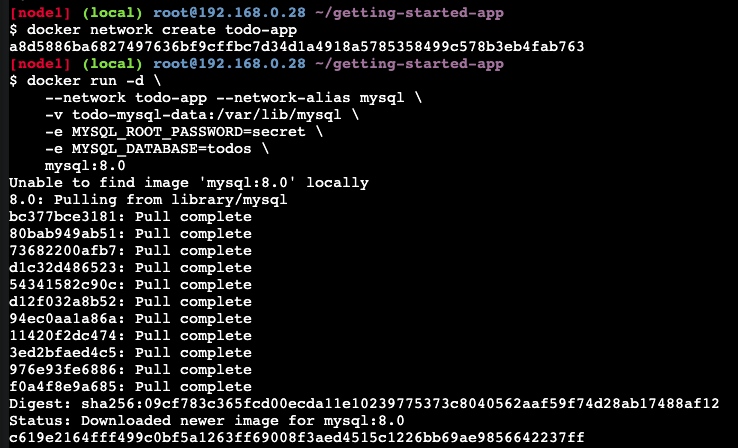 [node1] (local) root@192.168.0.28 ~/getting-started-app
$ docker network create todo-app
a8d5886ba6827497636bf9cffbc7d34d1a4918a5785358499c578b3eb4fab763
[node1] (local) root@192.168.0.28 ~/getting-started-app
$ docker run -d \
    --network todo-app --network-alias mysql \
    -v todo-mysql-data:/var/lib/mysql \
    -e MYSQL_ROOT_PASSWORD=secret \
    -e MYSQL_DATABASE=todos \
    mysql:8.0
Unable to find image 'mysql:8.0' locally
8.0: Pulling from library/mysql
bc377bce3181: Pull complete
80bab949ab51: Pull complete
73682200afb7: Pull complete
d1c32d486523: Pull complete
54341582c90c: Pull complete
d12f032a8b52: Pull complete
94ec0aa1a86a: Pull complete
11420f2dc474: Pull complete
3ed2bfaed4c5: Pull complete
976e93fe6886: Pull complete
f0a4f8e9a685: Pull complete
Digest: sha256:09cf783c365fcd00ecda11e10239775373c8040562aaf59f74d28ab17488af12
Status: Downloaded newer image for mysql:8.0
c619e2164fff499c0bf5a1263ff69008f3aed4515c1226bb69ae9856642237ff